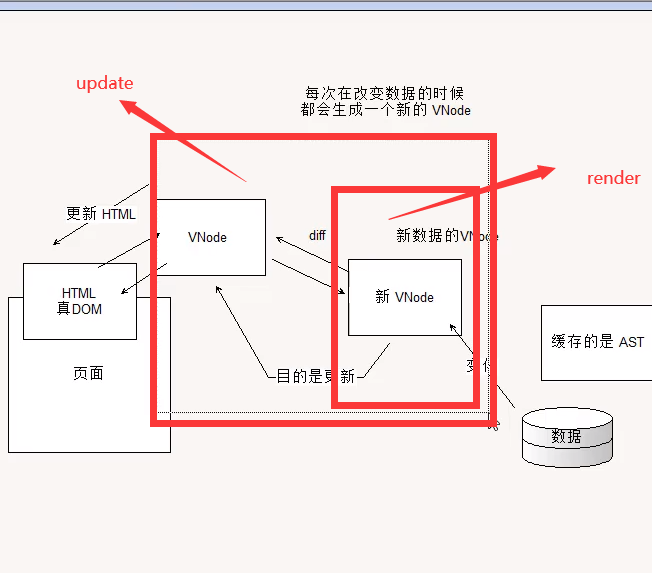 update
每次在改变数据的时候
都会生成一个新的 VNode
render
更新 HTML
VNode
diff
新数据的VNode
HTML
真DOM
新 VNode
缓存的是 AST
页面
目的是更新
数据